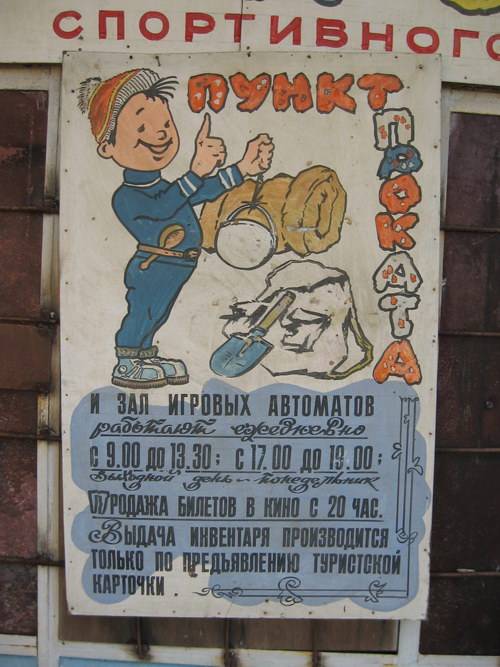 СПОРТИВНОГО
ПУНКТ
ПРОКАТА
И ЗАЛ ИГРОВЫХ АВТОМАТОВ
работают ежедневно
с 9.00 до 13.30; с 17.00 до 19.00;
Выходной день - понедельник
ПРОДАЖА БИЛЕТОВ В КИНО С 20 ЧАС.
ВЫДАЧА ИНВЕНТАРЯ ПРОИЗВОДИТСЯ
ТОЛЬКО ПО ПРЕДЬЯВЛЕНИЮ ТУРИСТСКОЙ
КАРТОЧКИ